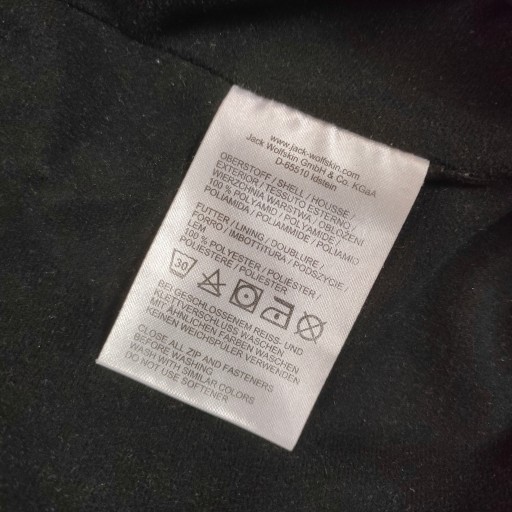 www.jack-wolfskin.com
Jack Wolfskin GmbH & Co. KGaA
D-65510 Idstein
OBERSTOFF / SHELL / HOUSSE /
EXTERIOR / TESSUTO ESTERNO /
WIERZCHNIA WARSTWA / OBLOŽENI
100 % POLYAMID / POLYAMIDE /
POLIAMIDA / POLIAMMIDE / POLIAMID
FUTTER / LINING / DOUBLURE /
FORRO / IMBOTTITURA / PODSZYCIE /
LEM
100 % POLYESTER / POLIESTER /
POLIESTERE / POLIESTER
30
BEI GESCHLOSSENEM REISS- UND
KLETTVERSCHLUSS WASCHEN
MIT ÄHNLICHEN FARBEN WASCHEN
KEINEN WEICHSPÜLER VERWENDEN
CLOSE ALL ZIP AND FASTENERS
BEFORE WASHING
WASH WITH SIMILAR COLORS
DO NOT USE SOFTENER